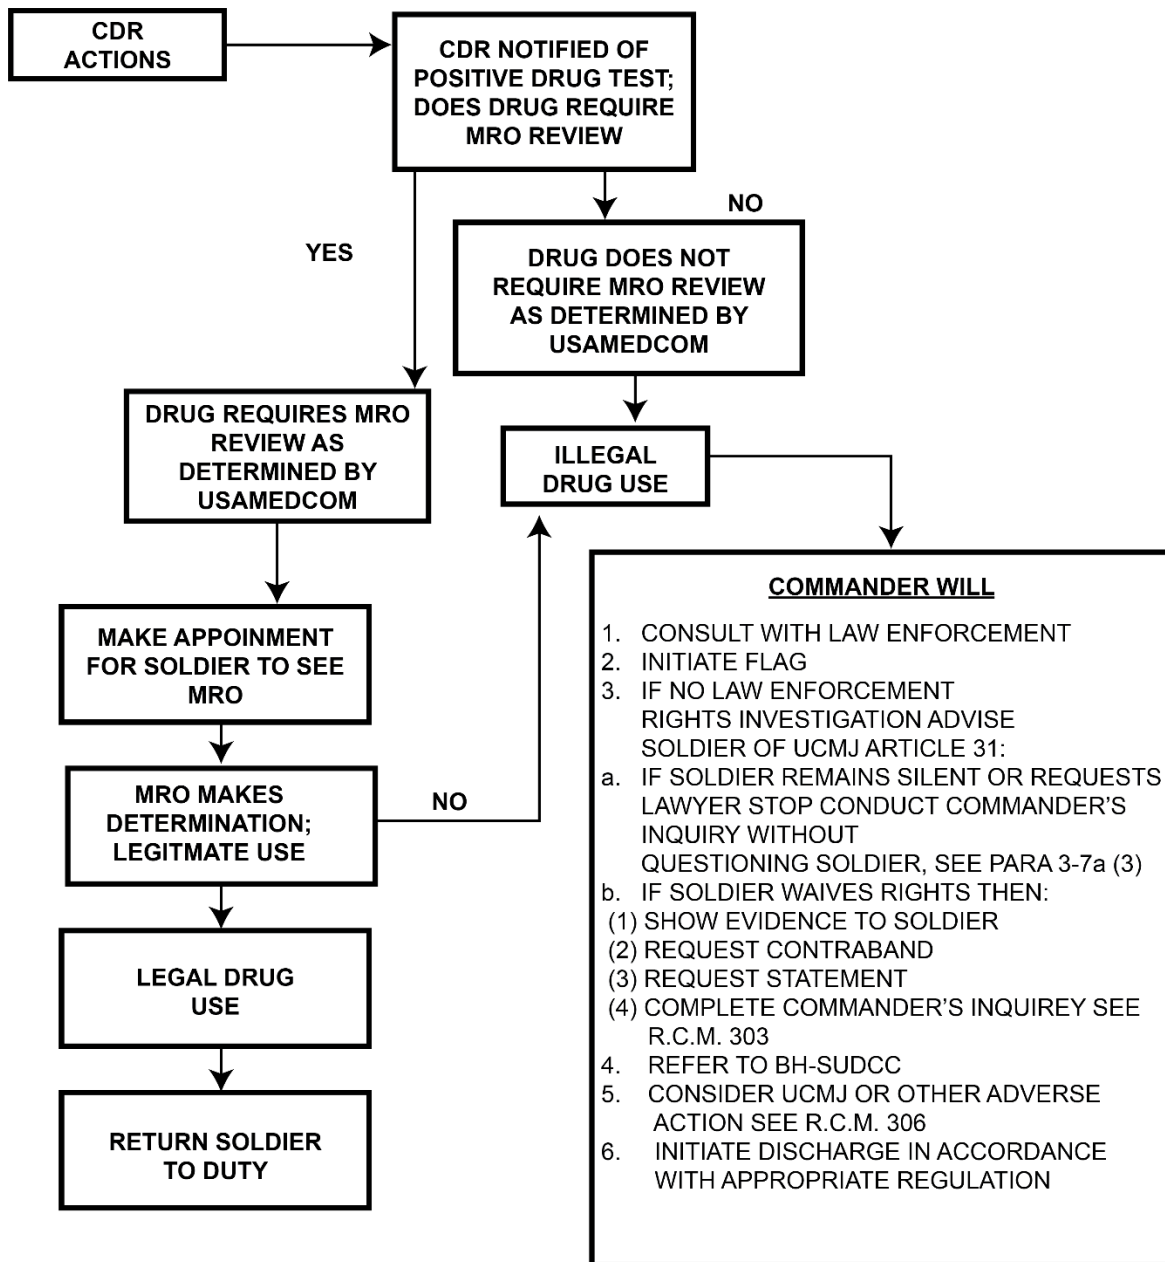 CDR
ACTIONS
CDR NOTIFIED OF
POSITIVE DRUG TEST;
DOES DRUG REQUIRE
MRO REVIEW
NO
YES
DRUG DOES NOT
REQUIRE MRO REVIEW
AS DETERMINED BY
USAMEDCOM
DRUG REQUIRES MRO
REVIEW AS
DETERMINED BY
USAMEDCOM
ILLEGAL
DRUG USE
MAKE APPOINMENT
FOR SOLDIER TO SEE
MRO
MRO MAKES
DETERMINATION;
LEGITMATE USE
NO
LEGAL DRUG
USE
RETURN SOLDIER
TO DUTY
COMMANDER WILL
1. CONSULT WITH LAW ENFORCEMENT
2. INITIATE FLAG
3. IF NO LAW ENFORCEMENT
RIGHTS INVESTIGATION ADVISE
SOLDIER OF UCMJ ARTICLE 31:
a. IF SOLDIER REMAINS SILENT OR REQUESTS
LAWYER STOP CONDUCT COMMANDER'S
INQUIRY WITHOUT
QUESTIONING SOLDIER, SEE PARA 3-7a (3)
b. IF SOLDIER WAIVES RIGHTS THEN:
(1) SHOW EVIDENCE TO SOLDIER
(2) REQUEST CONTRABAND
(3) REQUEST STATEMENT
(4) COMPLETE COMMANDER'S INQUIREY SEE
R.C.M. 303
4. REFER TO BH-SUDCC
5. CONSIDER UCMJ OR OTHER ADVERSE
ACTION SEE R.C.M. 306
6. INITIATE DISCHARGE IN ACCORDANCE
WITH APPROPRIATE REGULATION